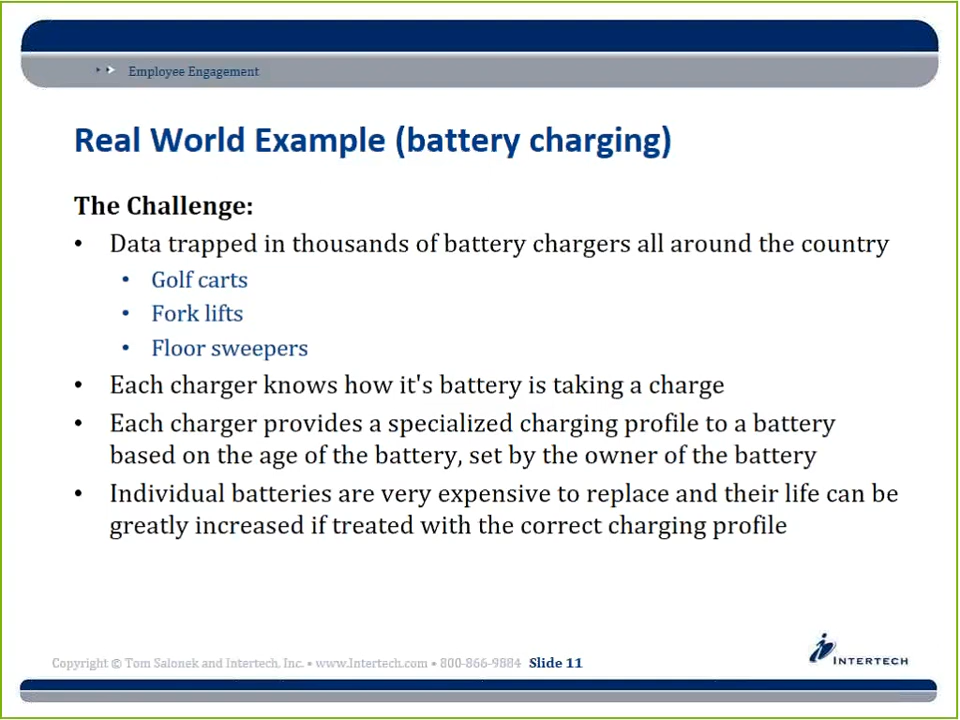 Employee Engagement
Real World Example (battery charging)
The Challenge:
• Data trapped in thousands of battery chargers all around the country
• Golf carts
• Fork lifts
• Floor sweepers
• Each charger knows how it's battery is taking a charge
• Each charger provides a specialized charging profile to a battery
based on the age of the battery, set by the owner of the battery
• Individual batteries are very expensive to replace and their life can be
greatly increased if treated with the correct charging profile
Copyright © Tom Salonek and Intertech, Inc. • www.Intertech.com • 800-866-9884 Slide 11
INTERTECH